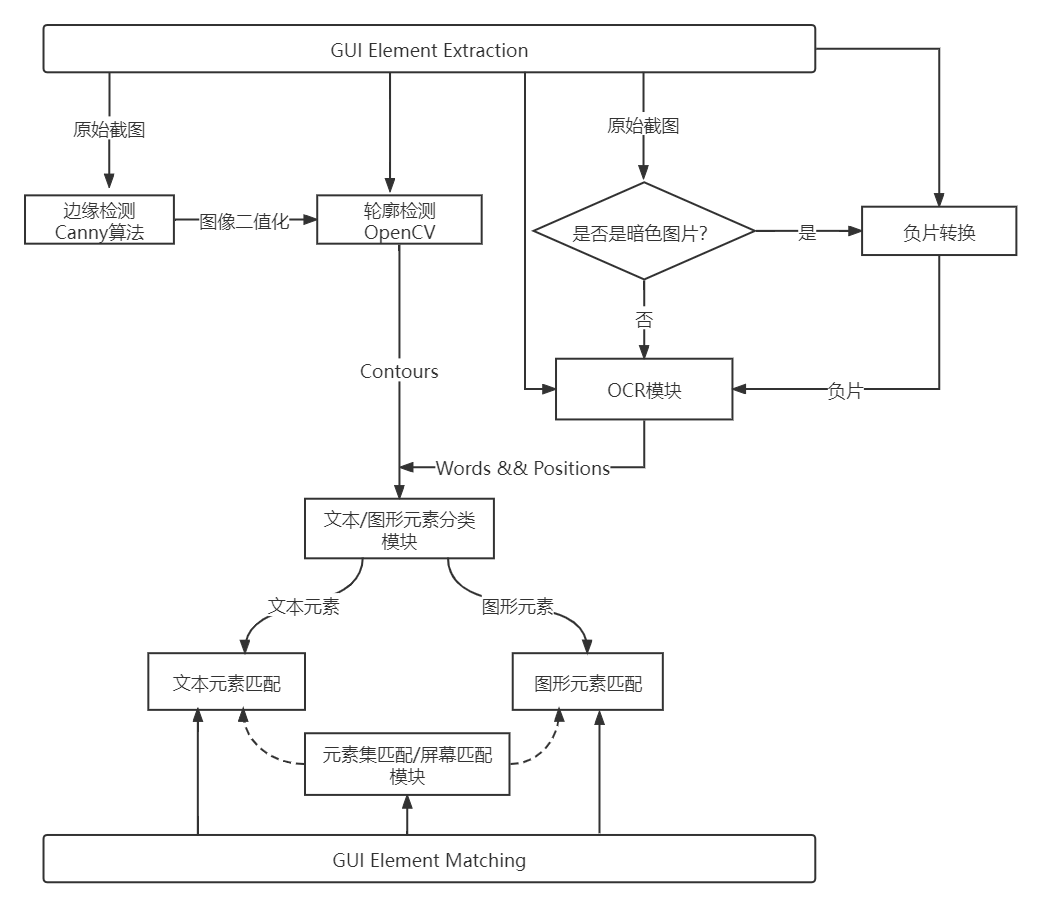 GUI Element Extraction
原始截图
原始截图
边缘检测
Canny算法
图像二值化
轮廓检测
OpenCV
是否是暗色图片?
是
负片转换
否
Contours
OCR模块
负片
Words && Positions
文本/图形元素分类
模块
文本元素
图形元素
文本元素匹配
图形元素匹配
元素集匹配/屏幕匹配
模块
GUI Element Matching